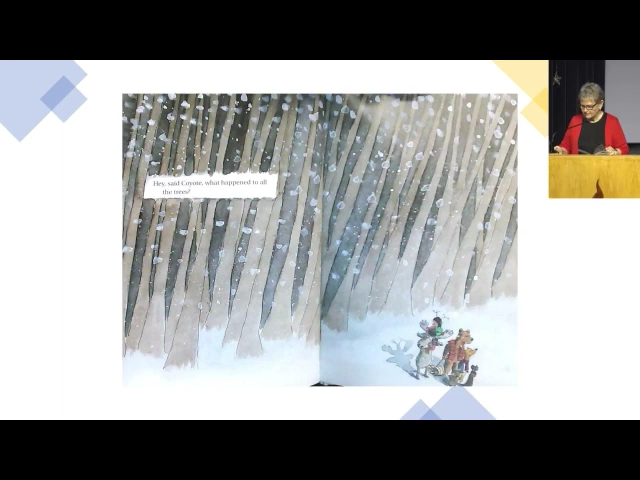 Hey, said Coyote, what happened to all
the trees?